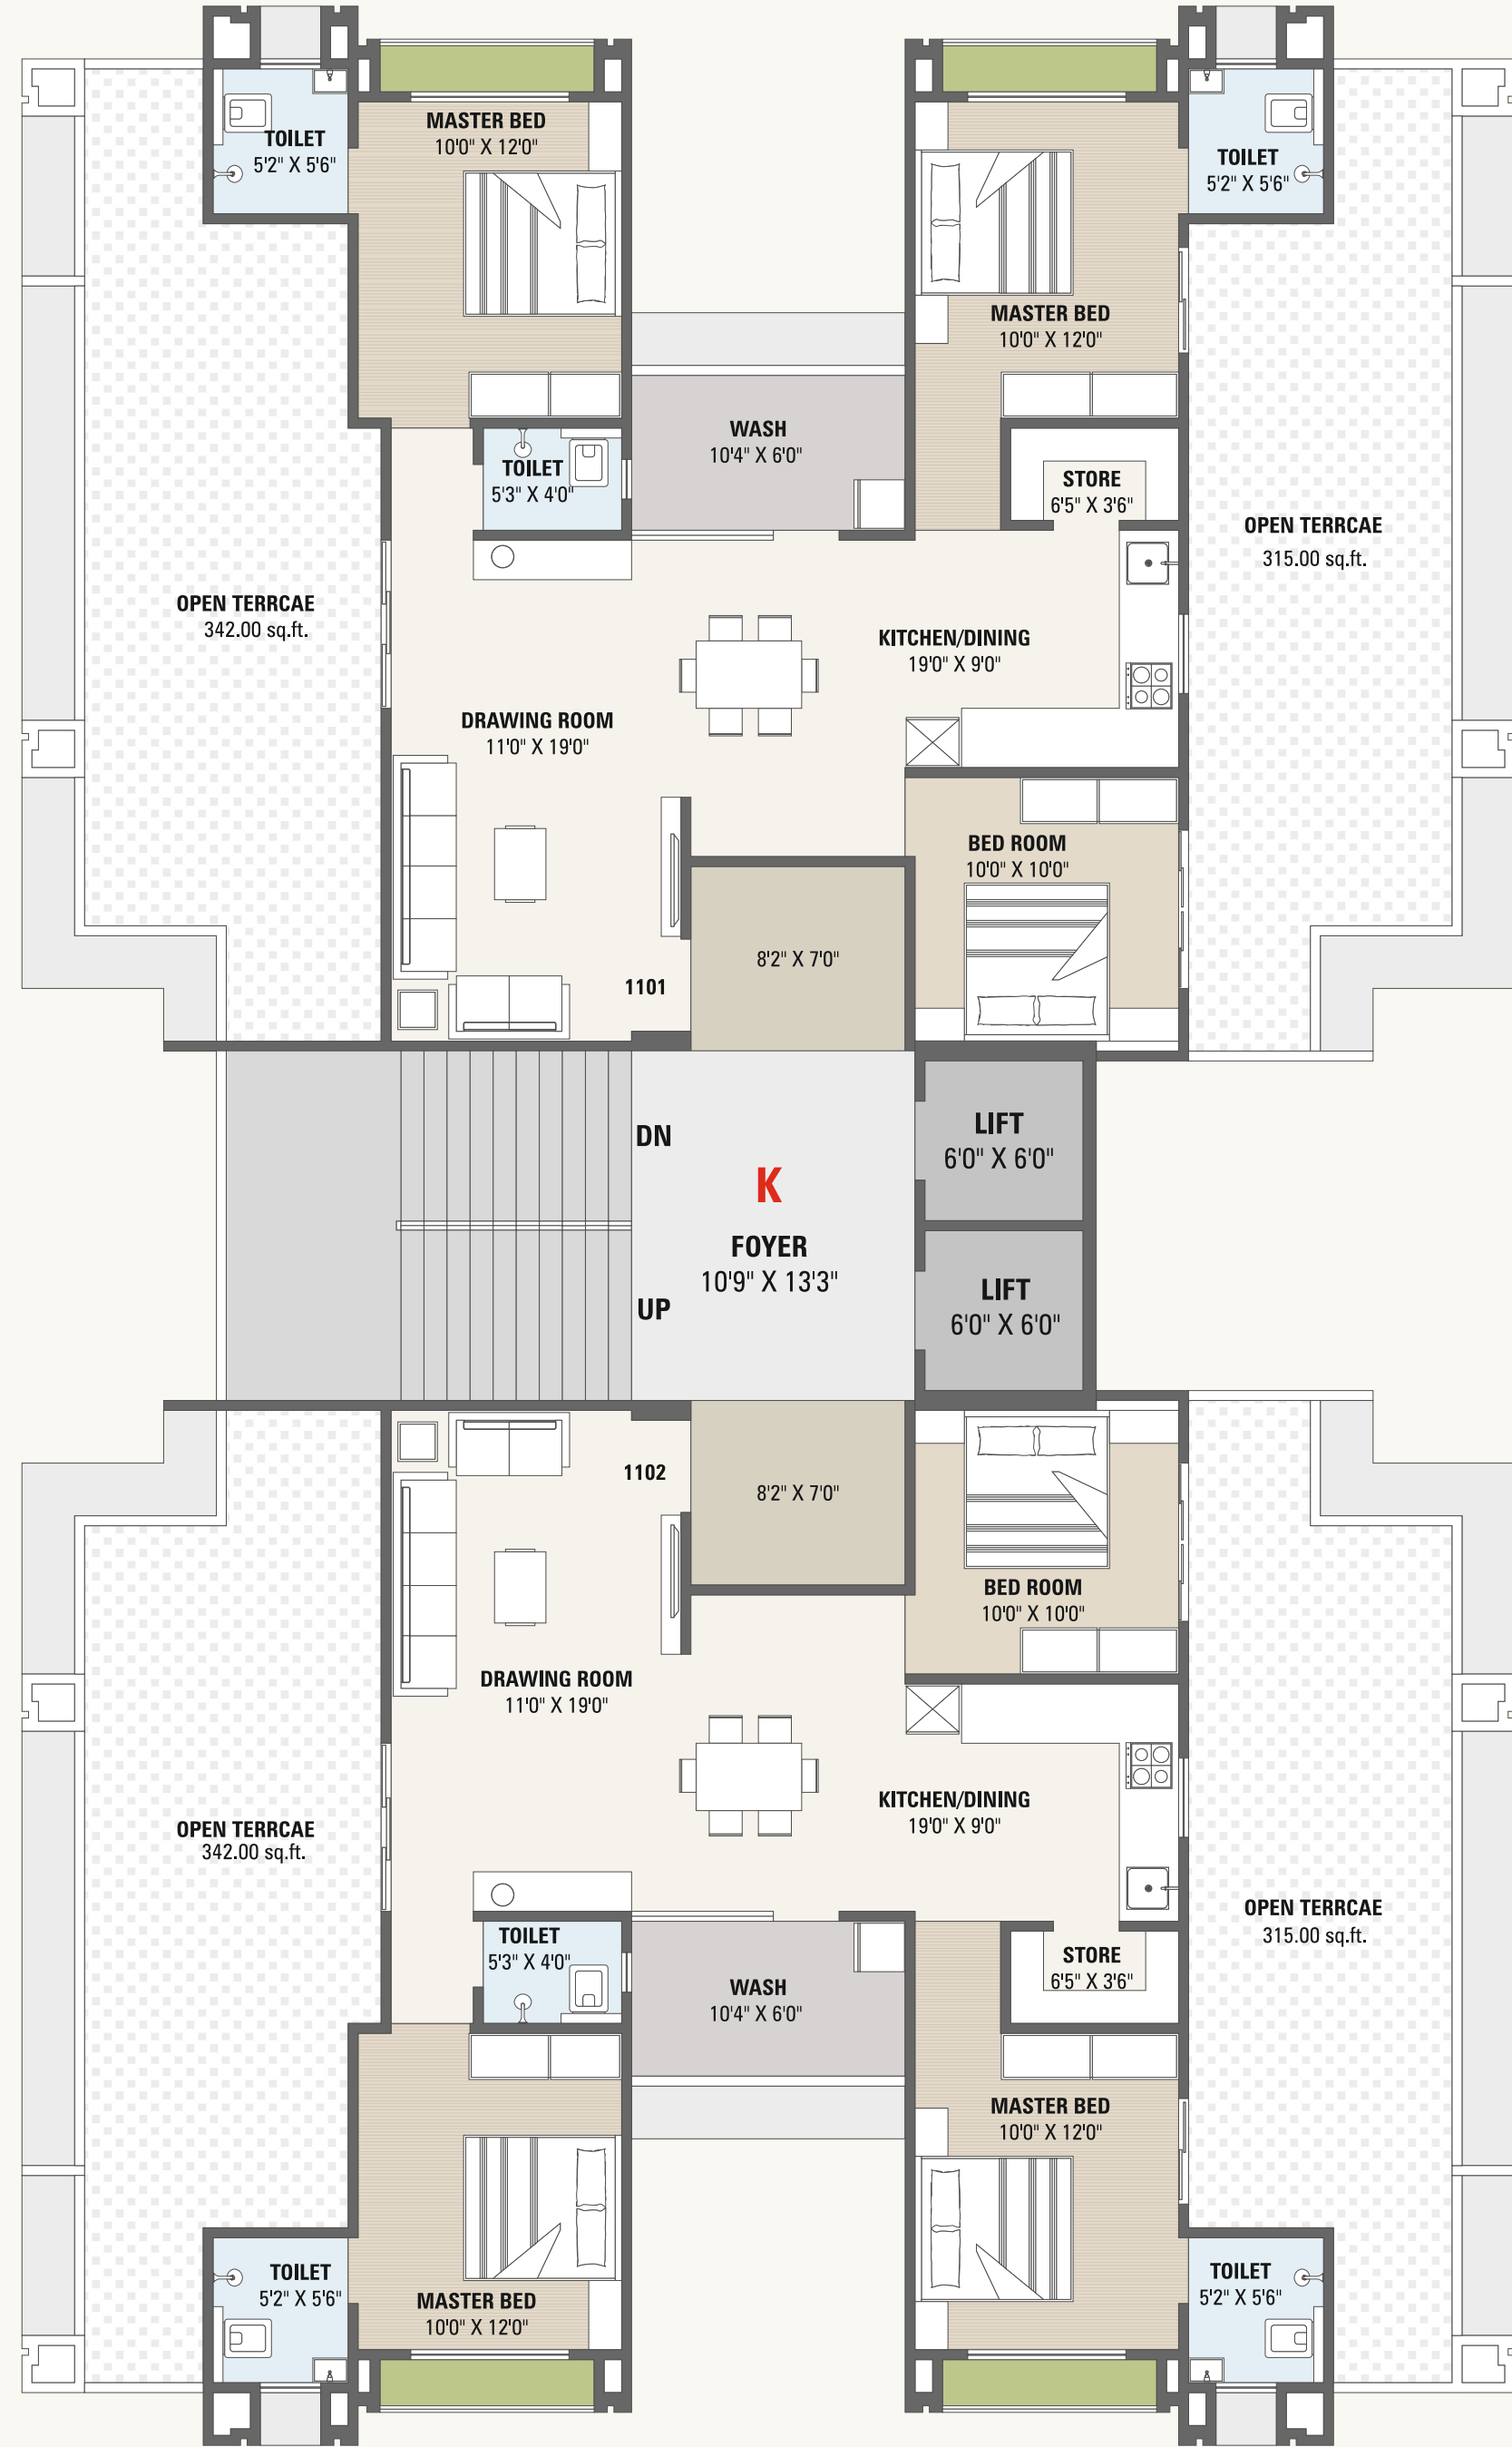 MASTER BED
10'0" X 12'0"
TOILET
5'2" X 5'6"
TOILET
5'2" X 5'6"
MASTER BED
10'0" X 12'0"
WASH
10'4" X 6'0"
TOILET
5'3" X 4'0"
STORE
6'5" X 3'6"
OPEN TERRCAE
315.00 sq.ft.
OPEN TERRCAE
342.00 sq.ft.
KITCHEN/DINING
19'0" X 9'0"
DRAWING ROOM
11'0" X 19'0"
BED ROOM
10'0" X 10'0"
8'2" X 7'0"
1101
DN
LIFT
6'0" X 6'0"
K
FOYER
10'9" X 13'3"
UP
LIFT
6'0" X 6'0"
1102
8'2" X 7'0"
BED ROOM
10'0" X 10'0"
DRAWING ROOM
11'0" X 19'0"
KITCHEN/DINING
19'0" X 9'0"
OPEN TERRCAE
342.00 sq.ft.
OPEN TERRCAE
315.00 sq.ft.
TOILET
5'3" X 4'0"
STORE
6'5" X 3'6"
WASH
10'4" X 6'0"
MASTER BED
10'0" X 12'0"
TOILET
5'2" X 5'6"
TOILET
5'2" X 5'6"
MASTER BED
10'0" X 12'0"